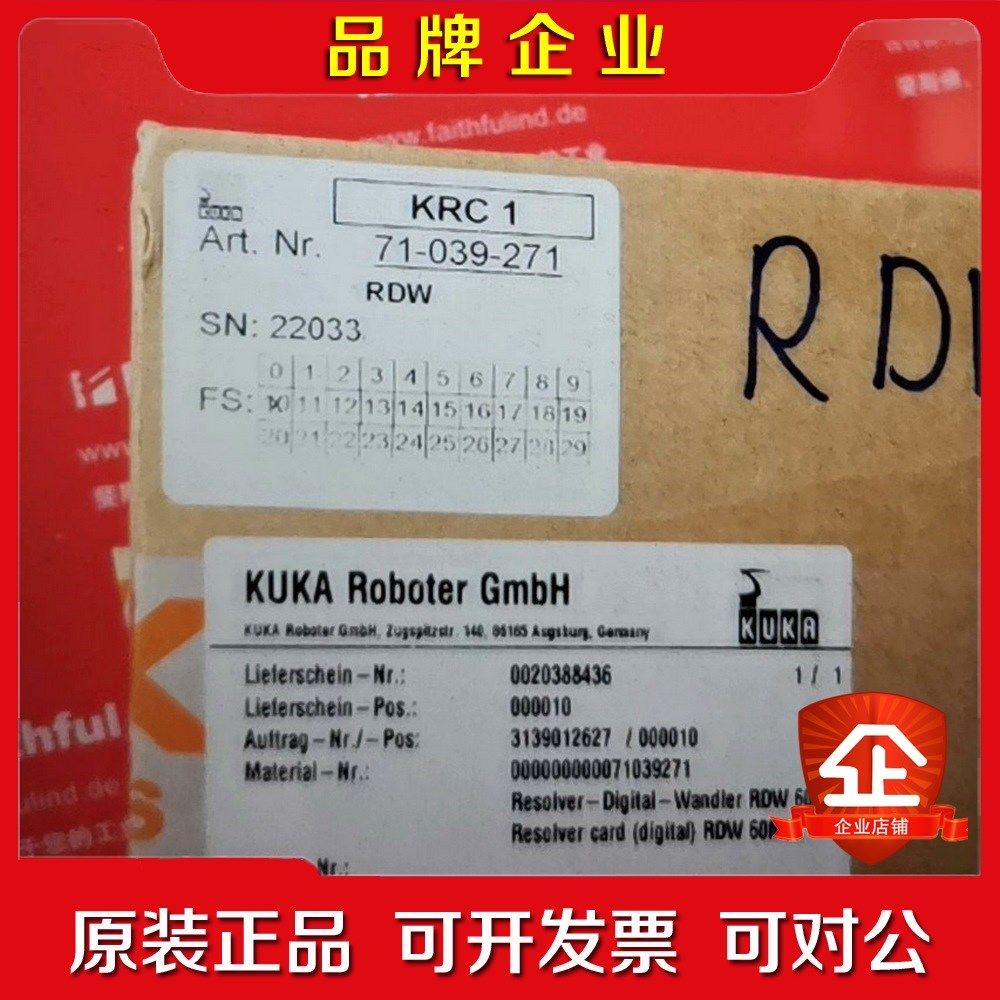 品牌企业
www.faithfulind.de
KUKA
KRC 1
Art. Nr. 71-039-271
RDW
SN: 22033
0 1 2 3 4 5 6 7 8 9
FS: 10 11 12 13 14 15 16 17 18 19
20 21 22 23 24 25 26 27 28 29
RD
KUKA Roboter GmbH
KUKA
KUKA Roboter GmbH, Zugspitzstr. 140, 86165 Augsburg, Germany
Lieferschein-Nr.: 0020388436 1 / 1
Lieferschein-Pos.: 000010
Auftrag-Nr./-Pos: 3139012627 / 000010
Material-Nr.: 000000000071039271
Resolver-Digital-Wandler RDW
Resolver card (digital) RDW
Nr.:
hful
lind.de
企业店铺
原装正品 可开发票 可对公